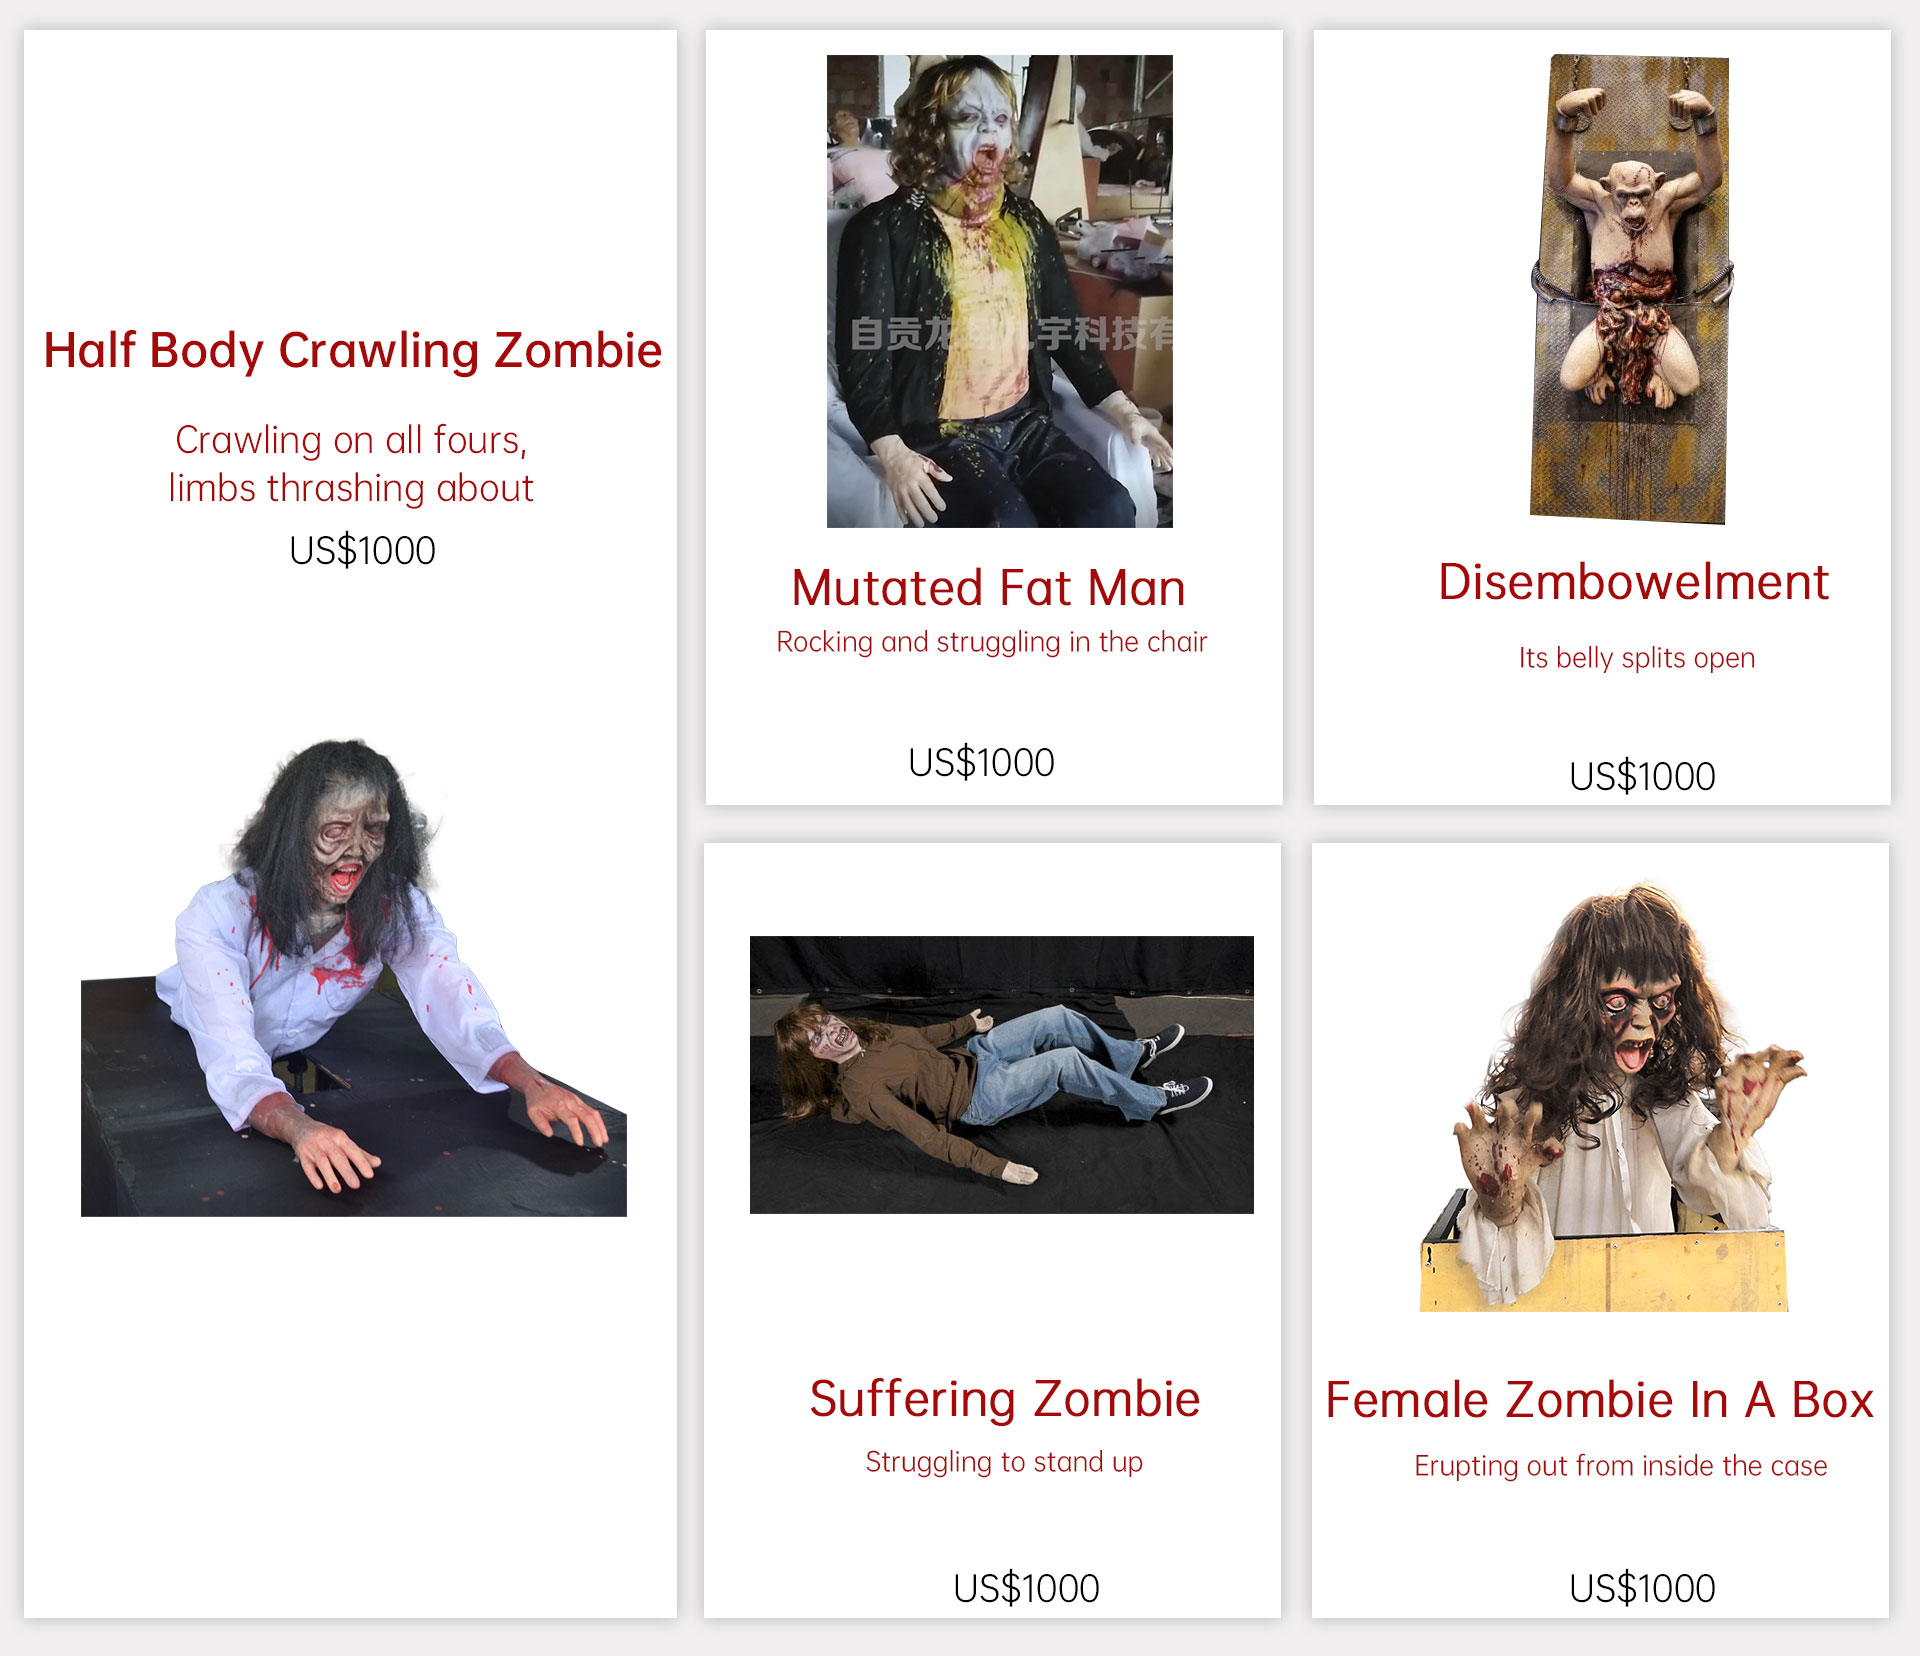 Half Body Crawling Zombie
Crawling on all fours,
limbs thrashing about
US$1000
自贡龙
宇科技有
Mutated Fat Man
Rocking and struggling in the chair
US$1000
Disembowelment
Its belly splits open
US$1000
Suffering Zombie
Struggling to stand up
US$1000
Female Zombie In A Box
Erupting out from inside the case
US$1000